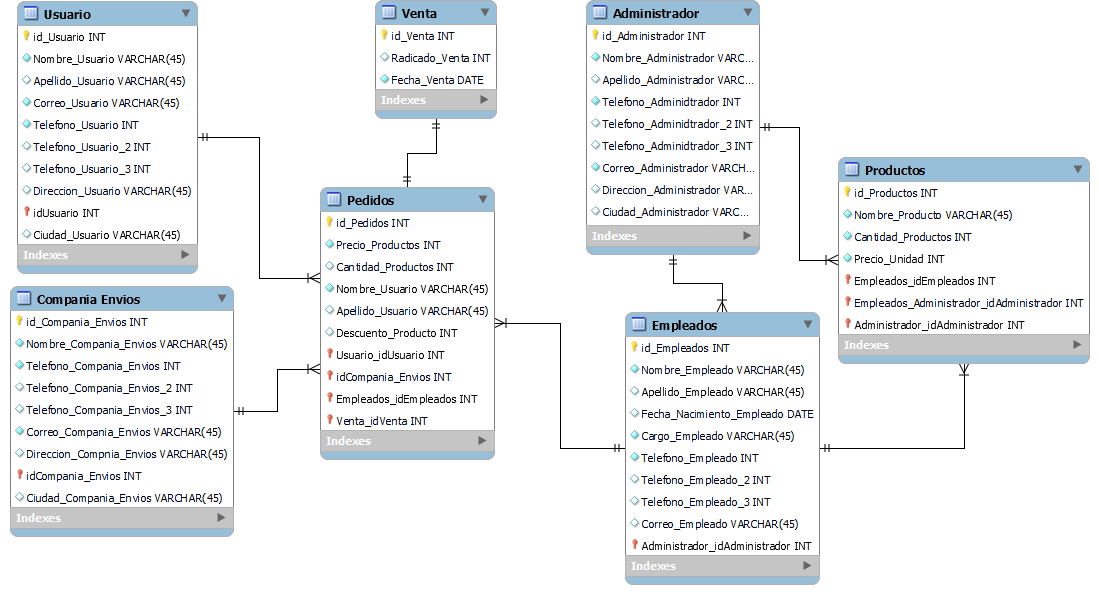 Usuario
id_Usuario INT
Nombre_Usuario VARCHAR(45)
Apellido_Usuario VARCHAR(45)
Correo_Usuario VARCHAR(45)
Telefono_Usuario INT
Telefono_Usuario_2 INT
Telefono_Usuario_3 INT
Direccion_Usuario VARCHAR(45)
idUsuario INT
Ciudad_Usuario VARCHAR(45)
Indexes
Compania Envios
id_Compania_Envios INT
Nombre_Compania_Envios VARCHAR(45)
Telefono_Compania_Envios INT
Telefono_Compania_Envios_2 INT
Telefono_Compania_Envios_3 INT
Correo_Compania_Envios VARCHAR(45)
Direccion_Compnia_Envios VARCHAR(45)
idCompania_Envios INT
Ciudad_Compania_Envios VARCHAR(45)
Indexes
Venta
id_Venta INT
Radicado_Venta INT
Fecha_Venta DATE
Indexes
Pedidos
id_Pedidos INT
Precio_Productos INT
Cantidad_Productos INT
Nombre_Usuario VARCHAR(45)
Apellido_Usuario VARCHAR(45)
Descuento_Producto INT
Usuario_idUsuario INT
idCompania_Envios INT
Empleados_idEmpleados INT
Venta_idVenta INT
Indexes
Administrador
id_Administrador INT
Nombre_Administrador VARC...
Apellido_Administrador VARC...
Telefono_Adminidtrador INT
Telefono_Adminidtrador_2 INT
Telefono_Adminidtrador_3 INT
Correo_Administrador VARCH...
Direccion_Administrador VAR...
Ciudad_Administrador VARC...
Indexes
Empleados
id_Empleados INT
Nombre_Empleado VARCHAR(45)
Apellido_Empleado VARCHAR(45)
Fecha_Nacimiento_Empleado DATE
Cargo_Empleado VARCHAR(45)
Telefono_Empleado INT
Telefono_Empleado_2 INT
Telefono_Empleado_3 INT
Correo_Empleado VARCHAR(45)
Administrador_idAdministrador INT
Indexes
Productos
id_Productos INT
Nombre_Producto VARCHAR(45)
Cantidad_Productos INT
Precio_Unidad INT
Empleados_idEmpleados INT
Empleados_Administrador_idAdministrador INT
Administrador_idAdministrador INT
Indexes